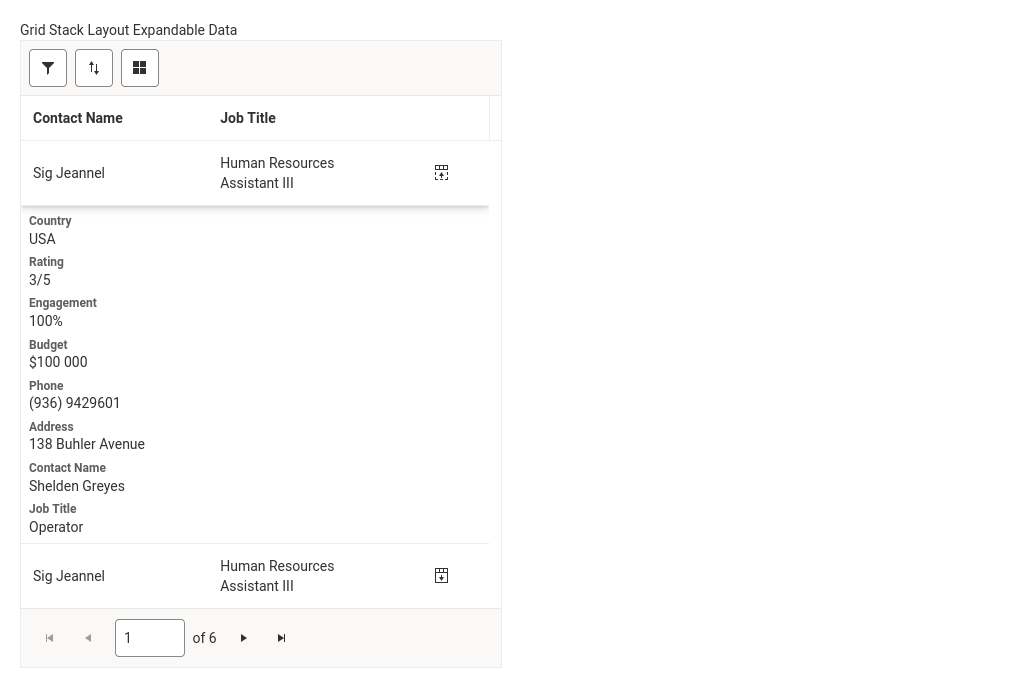 Grid Stack Layout Expandable Data
Contact Name Job Title
Sig Jeannel Human Resources
Assistant III
Country
USA
Rating
3/5
Engagement
100%
Budget
$100 000
Phone
(936) 9429601
Address
138 Buhler Avenue
Contact Name
Shelden Greyes
Job Title
Operator
Sig Jeannel Human Resources
Assistant III
1 of 6